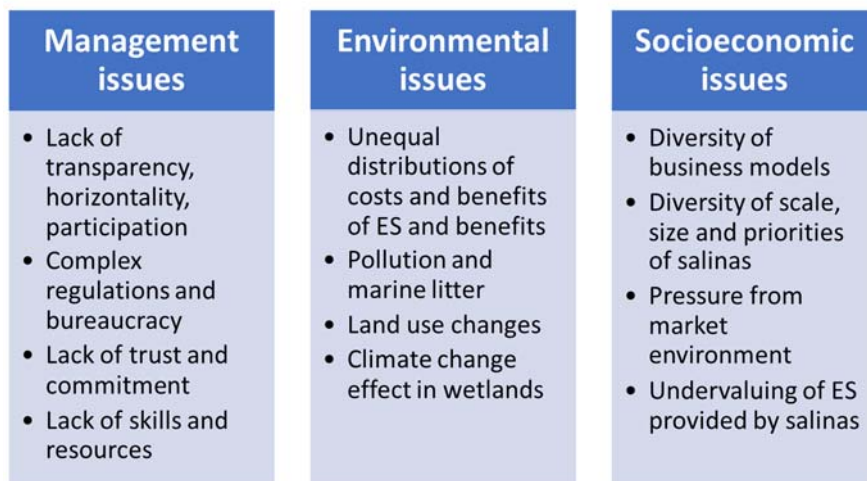 Management
issues
• Lack of
transparency,
horizontality,
participation
• Complex
regulations and
bureaucracy
• Lack of trust and
commitment
• Lack of skills and
resources
Environmental
issues
• Unequal
distributions of
costs and benefits
of ES and benefits
• Pollution and
marine litter
• Land use changes
• Climate change
effect in wetlands
Socioeconomic
issues
• Diversity of
business models
• Diversity of scale,
size and priorities
of salinas
• Pressure from
market
environment
• Undervaluing of ES
provided by salinas